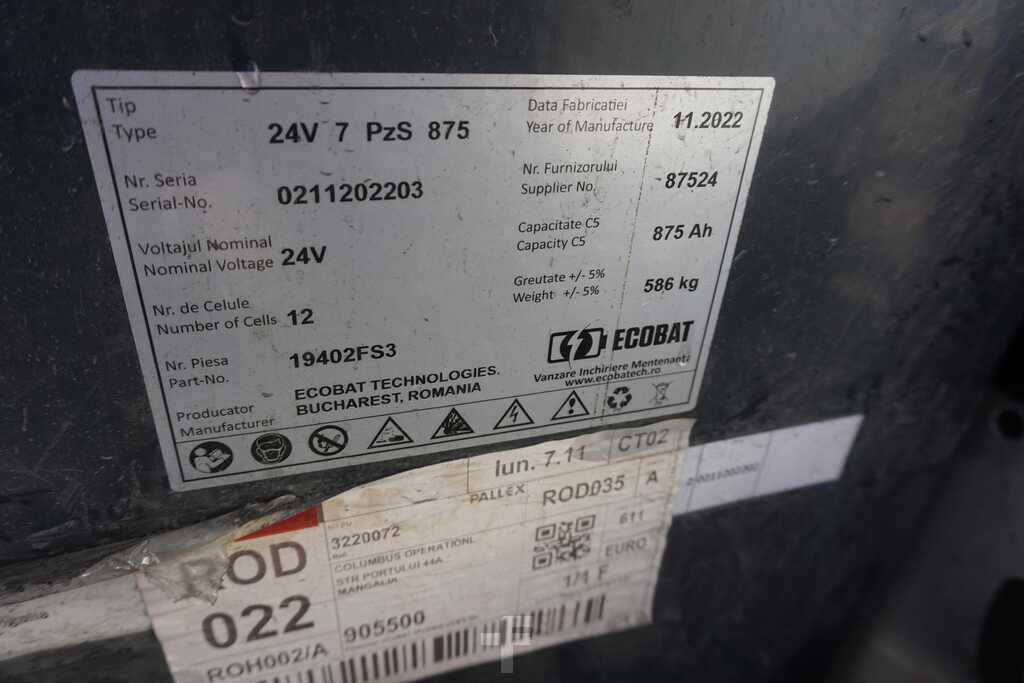 Tip
Type
24V 7 PzS 875
Data Fabricatiei
Year of Manufacture
11.2022
Nr. Seria
Serial-No.
0211202203
Nr. Furnizorului
Supplier No.
87524
Voltajul Nominal
Nominal Voltage
24V
Capacitate C5
Capacity C5
875 Ah
Nr. de Celule
Number of Cells
12
Greutate +/- 5%
Weight +/- 5%
586 kg
Nr. Piesa
Part-No.
19402FS3
ECOBAT
Vanzare Inchiriere Mentenanta
www.ecobatech.ro
Producator
Manufacturer
ECOBAT TECHNOLOGIES.
BUCHAREST, ROMANIA
lun. 7.11
CT02
PALLEX
ROD035
A
3220072
COLUMBUS OPERATIONL
STR PORTULUI 44A
MANGALIA
611
EURO
1/1 F
ROD
022
905500
ROH002/A